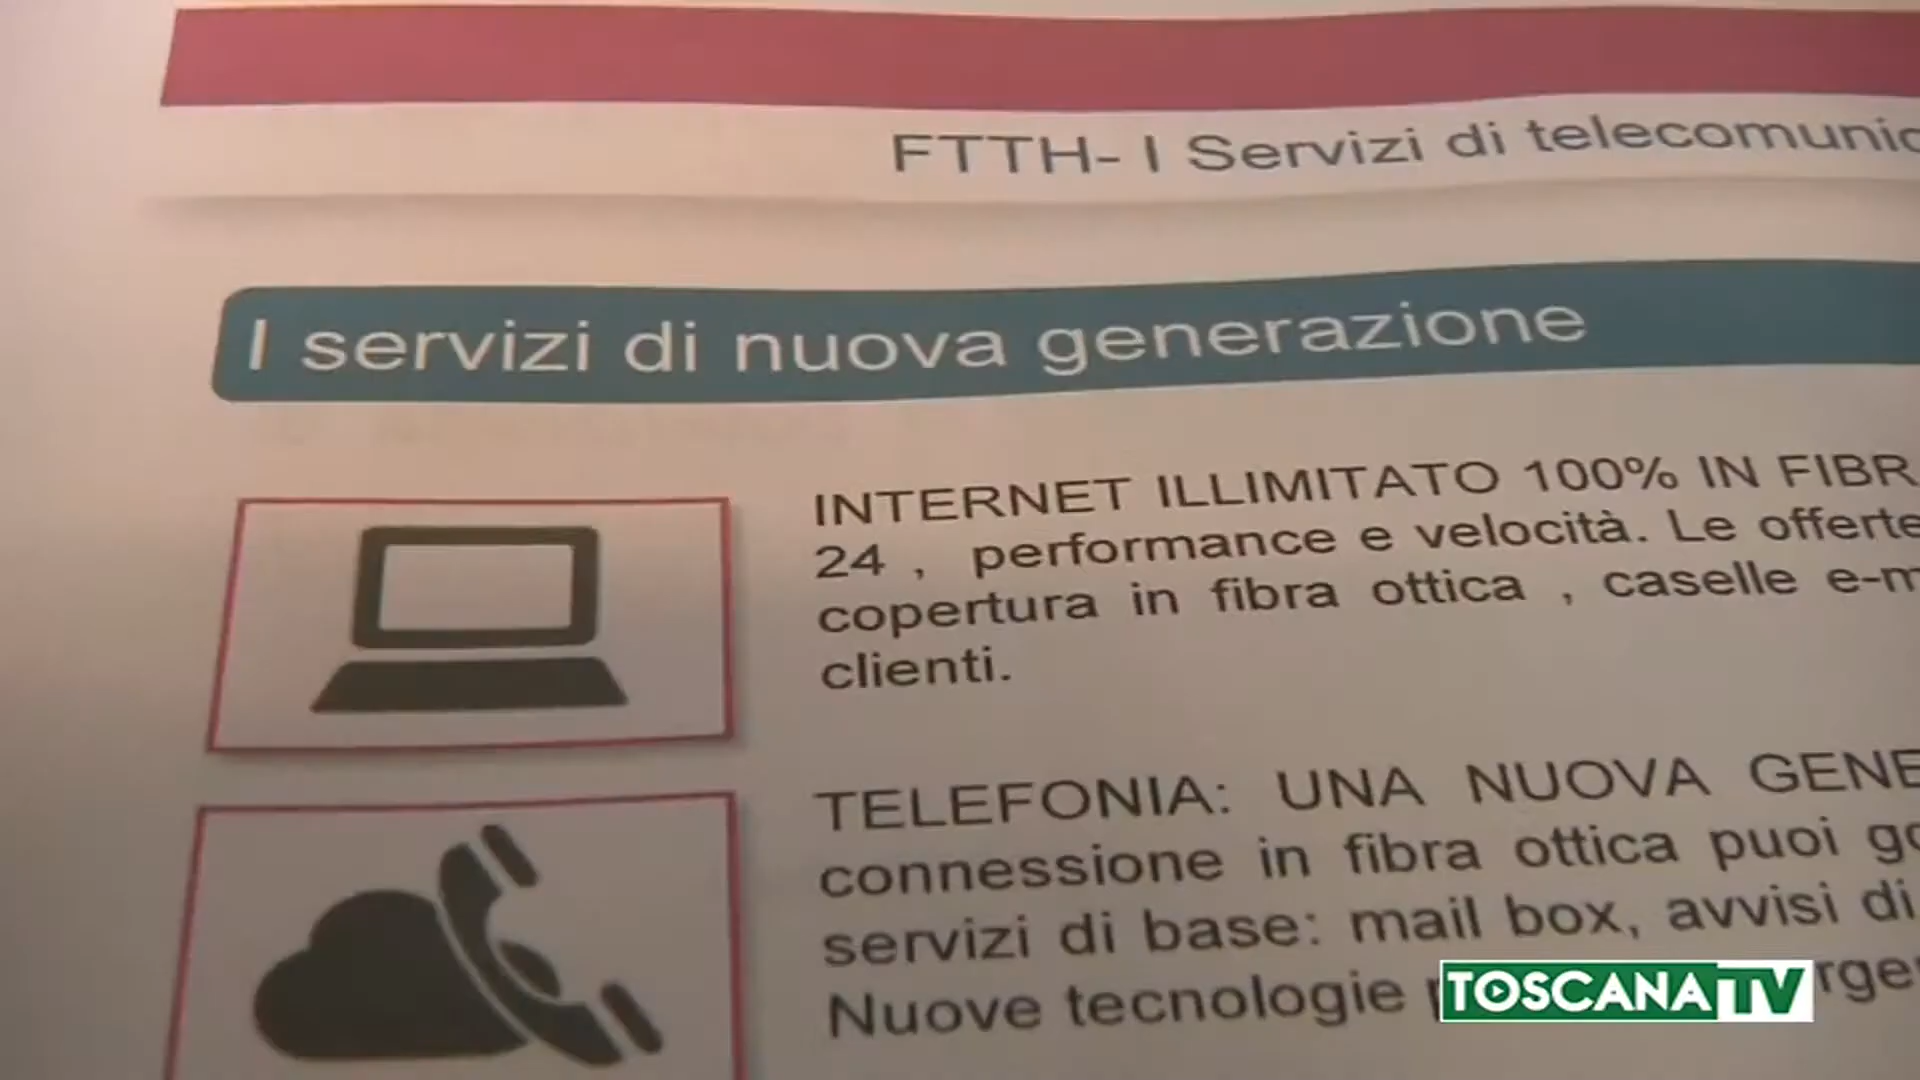 FTTH- I Servizi di telecomunic
I servizi di nuova generazione
INTERNET ILLIMITATO 100% IN FIBR
24 , performance e velocità. Le offerte
copertura in fibra ottica , caselle e-m
clienti.
TELEFONIA: UNA NUOVA GENE
connessione in fibra ottica puoi go
servizi di base: mail box, avvisi di
Nuove tecnologie
TOSCANA TV